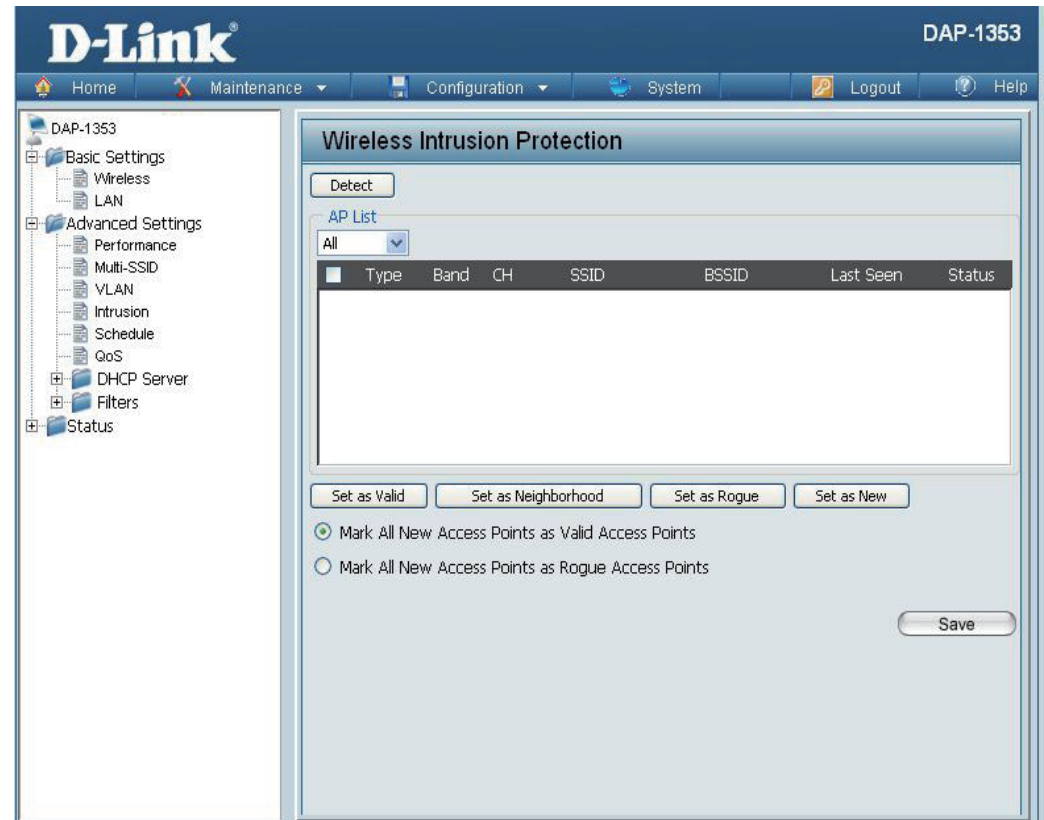 D-Link®
DAP-1353
Home Maintenance Configuration System Logout Help
DAP-1353
Basic Settings
Wireless
LAN
Advanced Settings
Performance
Multi-SSID
VLAN
Intrusion
Schedule
QoS
DHCP Server
Filters
Status
Wireless Intrusion Protection
Detect
AP List
All
Type Band CH SSID BSSID Last Seen Status
Set as Valid Set as Neighborhood Set as Rogue Set as New
Mark All New Access Points as Valid Access Points
Mark All New Access Points as Rogue Access Points
Save